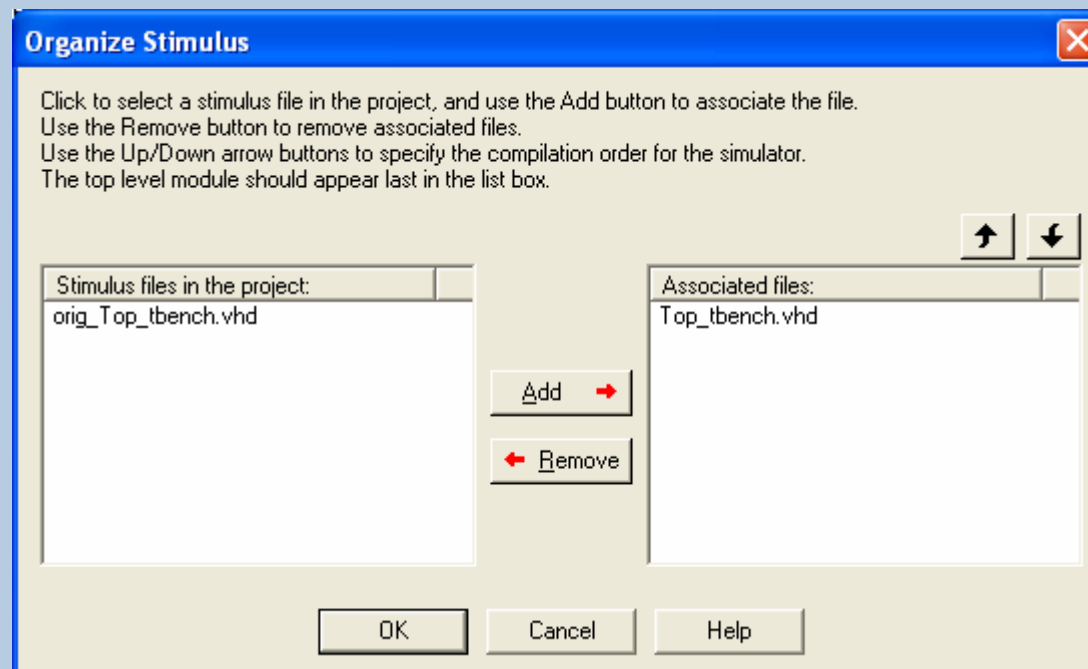 Organize Stimulus
Click to select a stimulus file in the project, and use the Add button to associate the file.
Use the Remove button to remove associated files.
Use the Up/Down arrow buttons to specify the compilation order for the simulator.
The top level module should appear last in the list box.
Stimulus files in the project:
orig_Top_tbench.vhd
Add
Remove
Associated files:
Top_tbench.vhd
OK
Cancel
Help